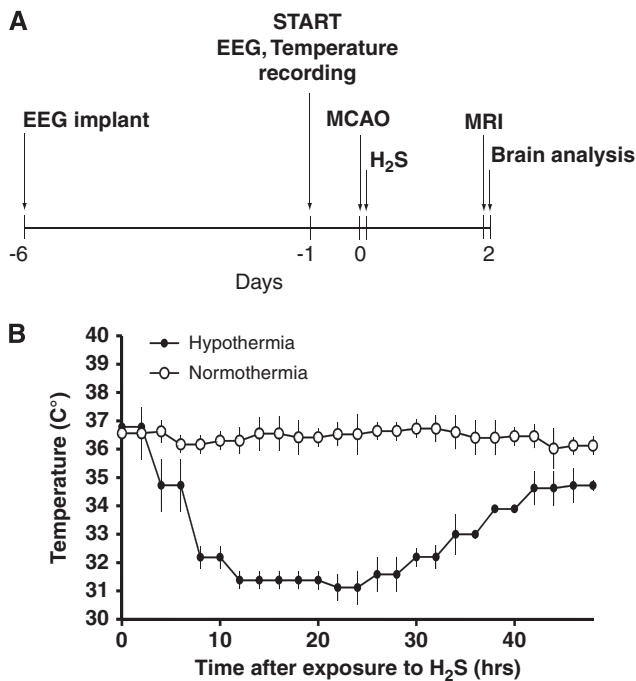 A
START
EEG, Temperature
recording
EEG implant
MCAO
MRI
H₂S
Brain analysis
-6
-1
0
2
Days
B
40
39
38
37
36
35
34
33
32
31
30
Temperature (C°)
Hypothermia
Normothermia
0
10
20
30
40
Time after exposure to H₂S (hrs)